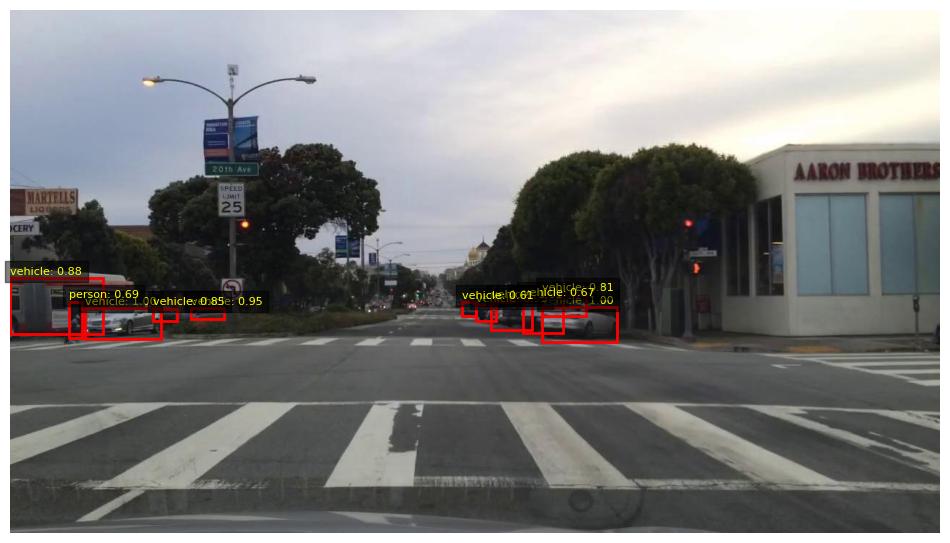 20th Ave
SPEED
LIMIT
25
AARON BROTHERS
MARTELLS
LIQUORS
CERY
vehicle: 0.88
person: 0.69
vehicle: 1.00
vehicle: 0.85
0.95
vehicle: 0.61
vehicle: 0.67
vehicle: 0.81
vehicle: 1.00